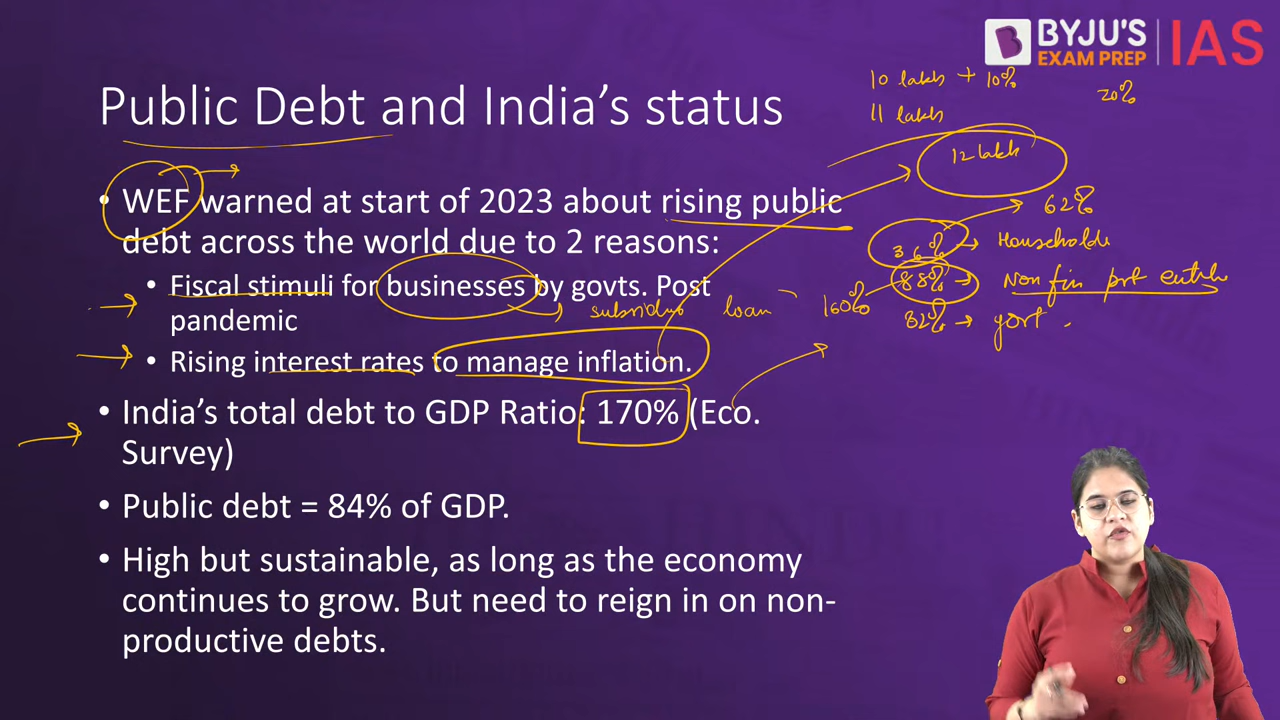 BYJU'S
EXAM PREP
IAS
10 lakh + 10%
20%
11 lakhs
Public Debt and India's status
12 lakh
• WEF warned at start of 2023 about rising public
debt across the world due to 2 reasons:
62%
36% → Households
• Fiscal stimuli for businesses by govts. Post
pandemic
88% → Non fin pvt
subsidies loan
160%
82% → govt.
• Rising interest rates to manage inflation.
• India's total debt to GDP Ratio: 170% (Eco.
Survey)
• Public debt = 84% of GDP.
• High but sustainable, as long as the economy
continues to grow. But need to reign in on non-
productive debts.